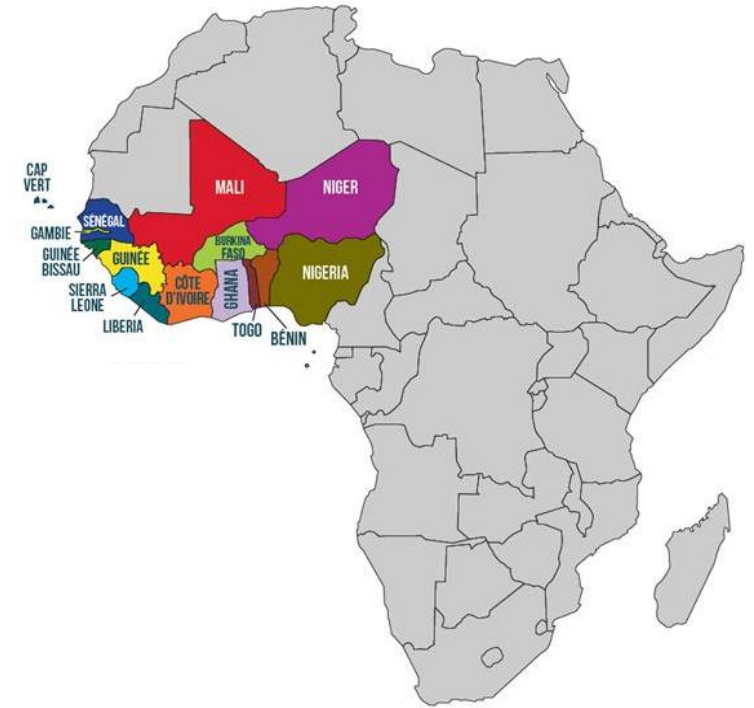 CAP
VERT
MALI
NIGER
SÉNÉGAL
GAMBIE
GUINÉE
BISSAU
GUINÉE
BURKINA
FASO
NIGERIA
SIERRA
LEONE
CÔTE
D'IVOIRE
GHANA
LIBERIA
TOGO
BÉNIN